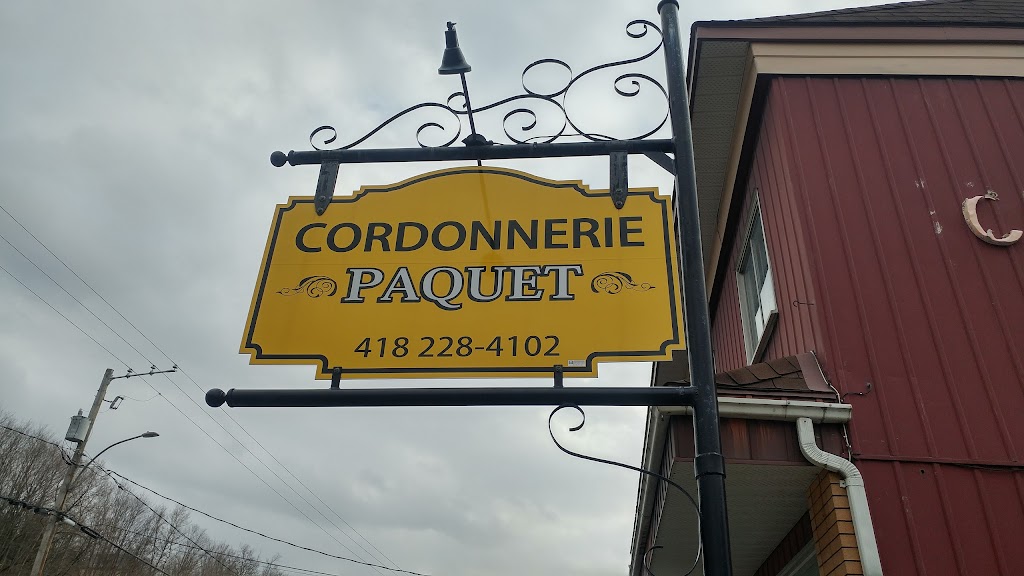 CORDONNERIE
PAQUET
418 228-4102
C